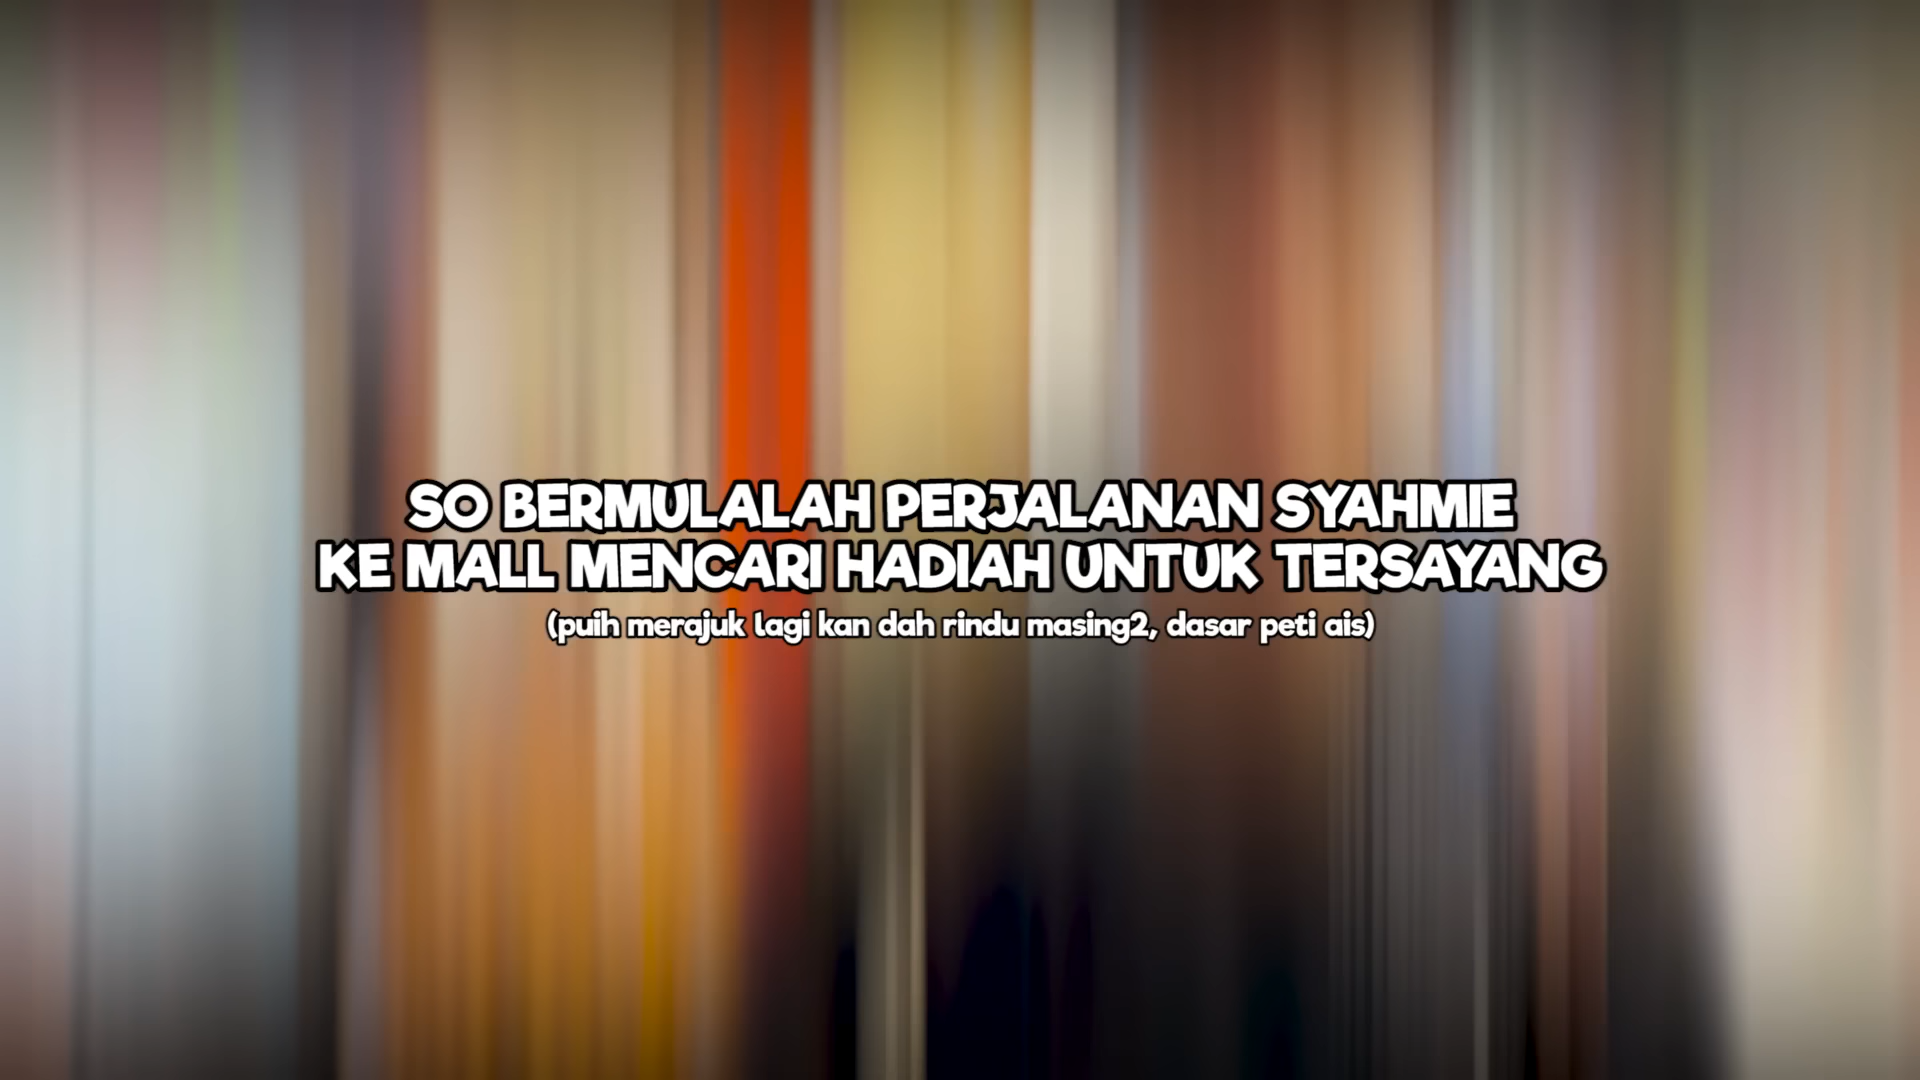 SO BERMULALAH PERJALANAN SYAHMIE
KE MALL MENCARI HADIAH UNTUK TERSAYANG
(puih merajuk lagi kan dah rindu masing2, dasar peti ais)